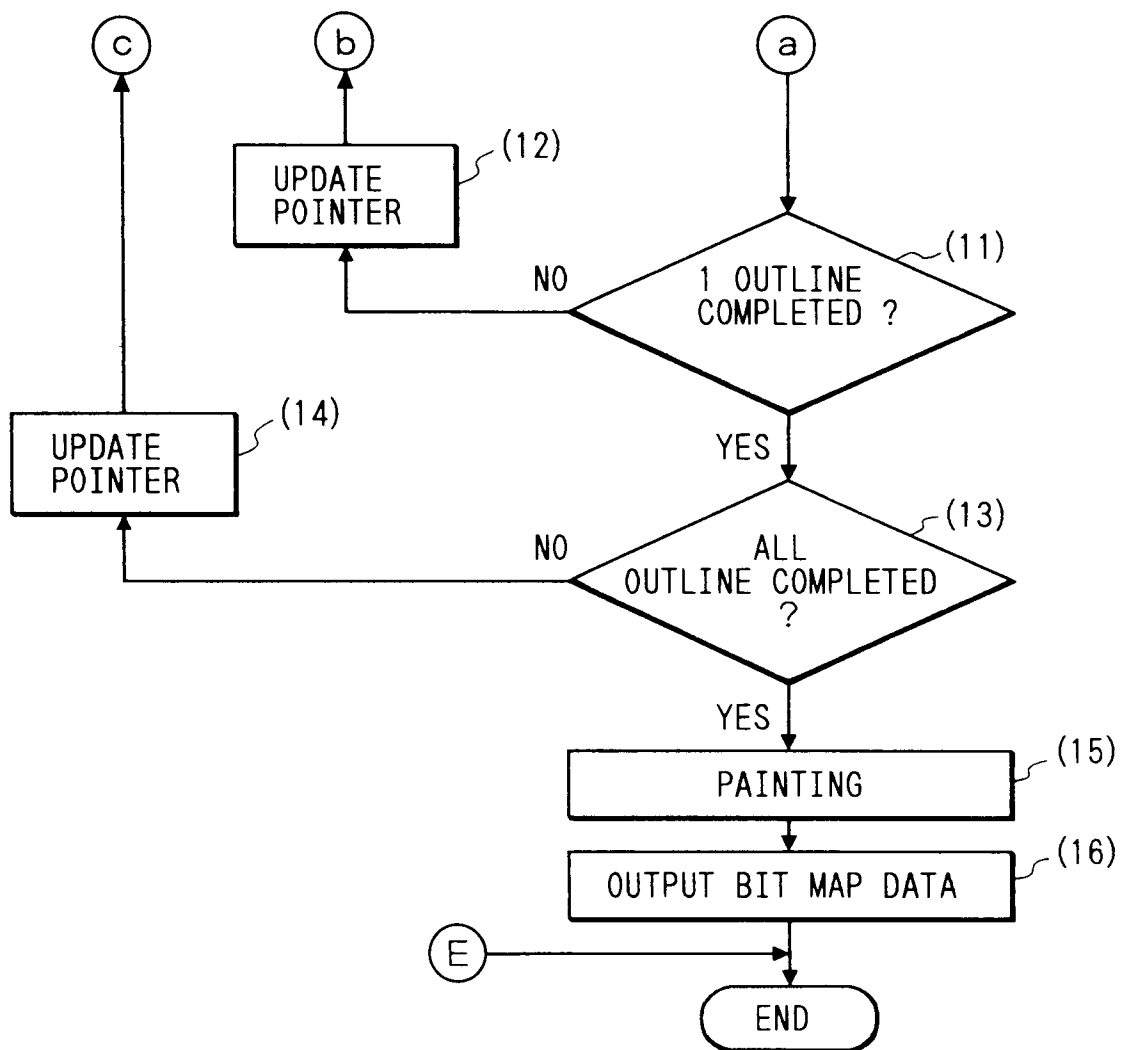 c
b
a
(12)
UPDATE
POINTER
(11)
1 OUTLINE
COMPLETED ?
NO
YES
(14)
UPDATE
POINTER
(13)
ALL
OUTLINE COMPLETED
?
NO
YES
(15)
PAINTING
(16)
OUTPUT BIT MAP DATA
E
END